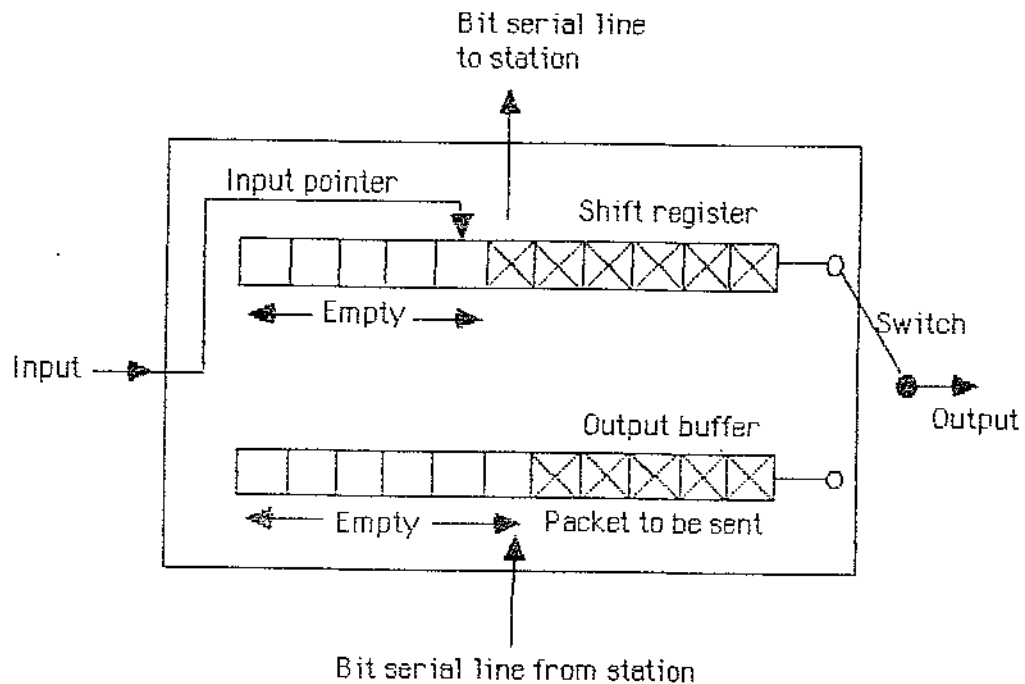 Bit serial line
to station
Input pointer
Shift register
Empty
Switch
Input
Output
Output buffer
Empty
Packet to be sent
Bit serial line from station